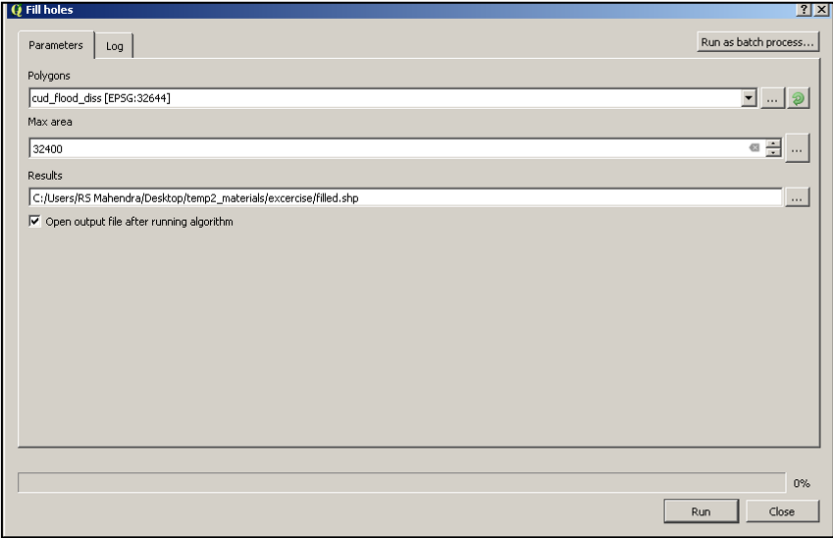 Fill holes
Parameters
Log
Run as batch process...
Polygons
cud_flood_diss [EPSG:32644]
...
Max area
32400
...
Results
C:/Users/RS Mahendra/Desktop/temp2_materials/excercise/filled.shp
...
Open output file after running algorithm
0%
Run
Close